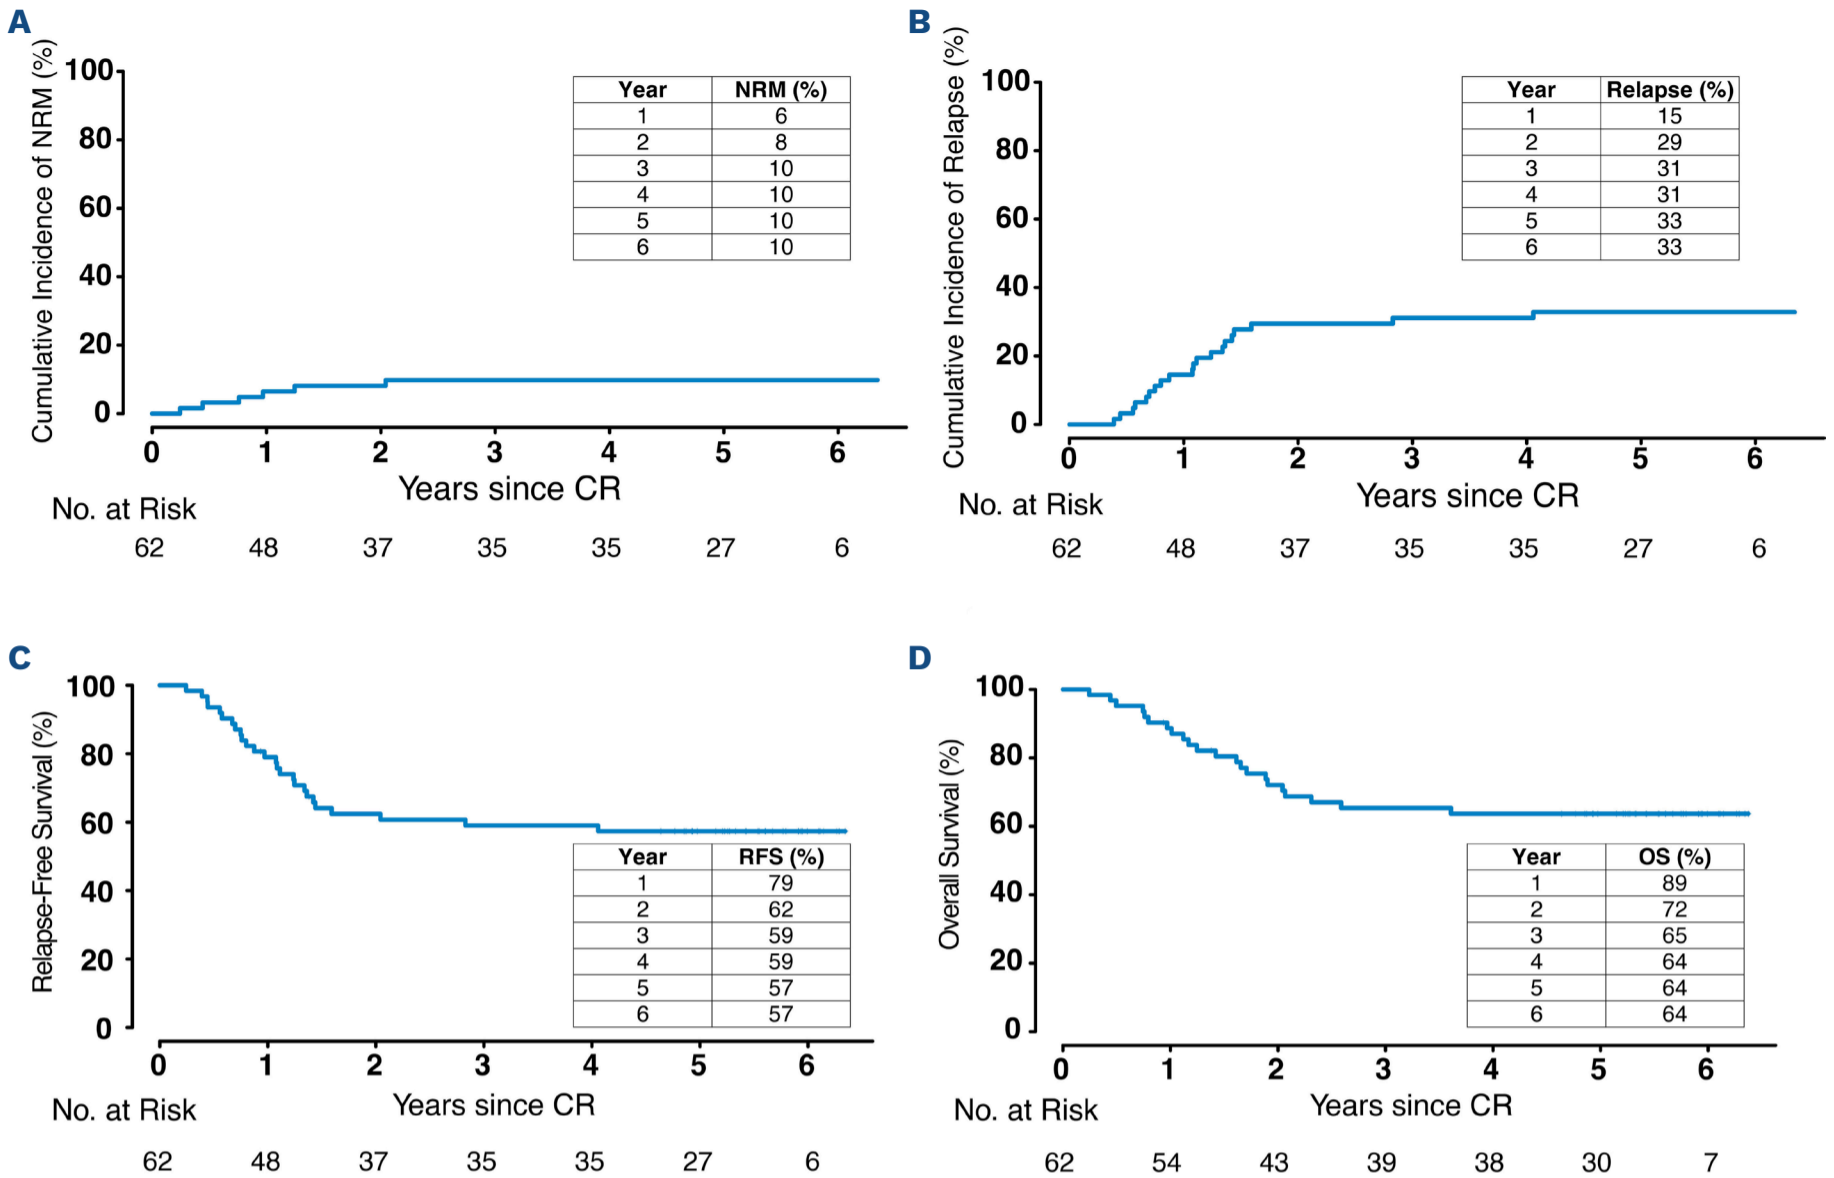 A
Cumulative Incidence of NRM (%)
100
80
60
40
20
0
Year NRM (%)
1 6
2 8
3 10
4 10
5 10
6 10
0 1 2 3 4 5 6
Years since CR
No. at Risk
62 48 37 35 35 27 6
B
Cumulative Incidence of Relapse (%)
100
80
60
40
20
0
Year Relapse (%)
1 15
2 29
3 31
4 31
5 33
6 33
0 1 2 3 4 5 6
Years since CR
No. at Risk
62 48 37 35 35 27 6
C
Relapse-Free Survival (%)
100
80
60
40
20
0
Year RFS (%)
1 79
2 62
3 59
4 59
5 57
6 57
0 1 2 3 4 5 6
Years since CR
No. at Risk
62 48 37 35 35 27 6
D
Overall Survival (%)
100
80
60
40
20
0
Year OS (%)
1 89
2 72
3 65
4 64
5 64
6 64
0 1 2 3 4 5 6
Years since CR
No. at Risk
62 54 43 39 38 30 7